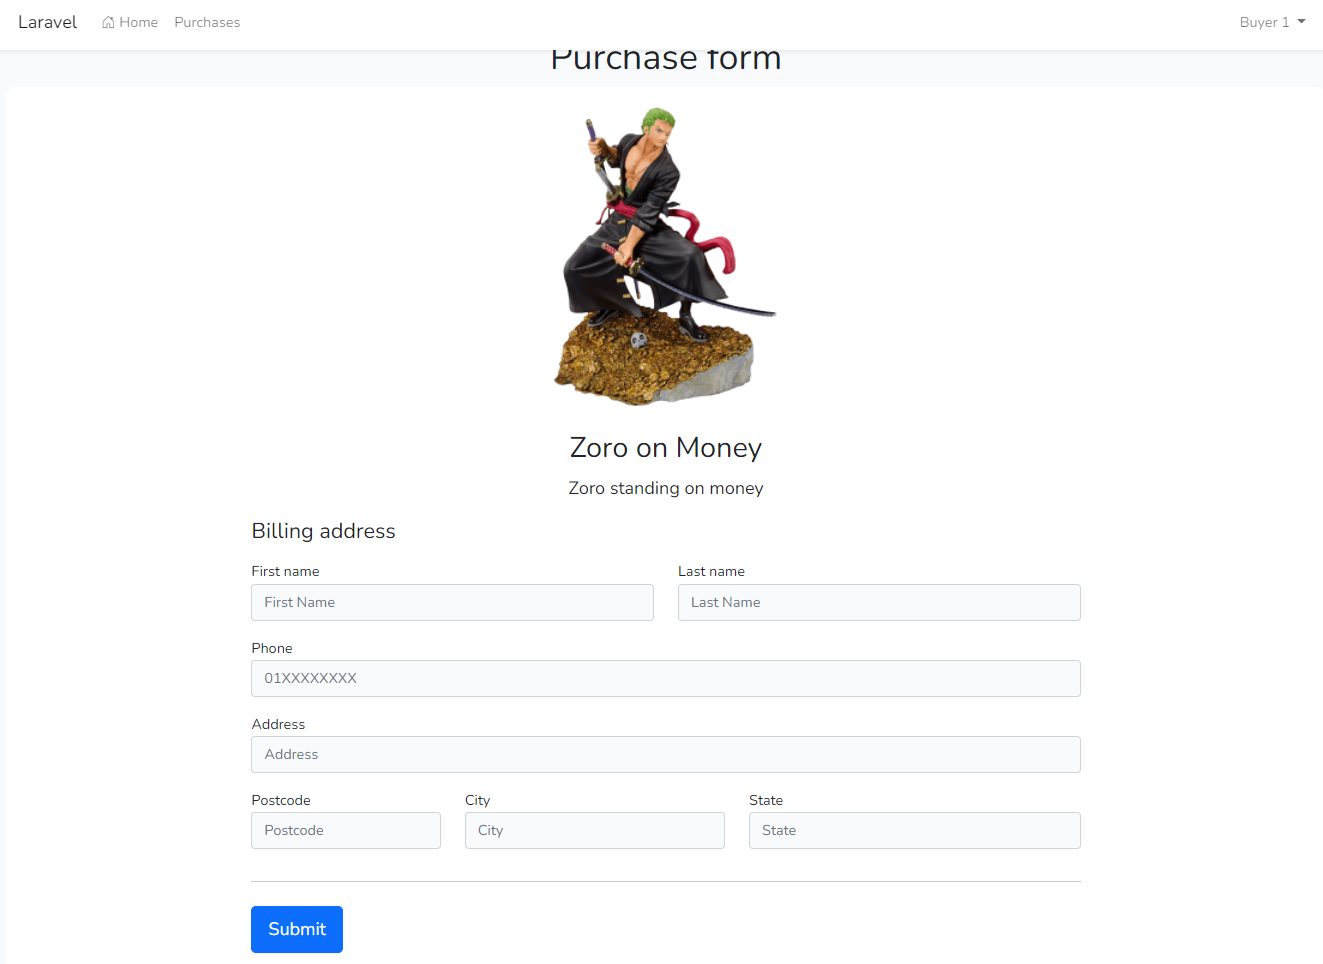 Laravel Home Purchases Buyer 1
Purchase form
Zoro on Money
Zoro standing on money
Billing address
First name Last name
First Name Last Name
Phone
01XXXXXXXX
Address
Address
Postcode City State
Postcode City State
Submit